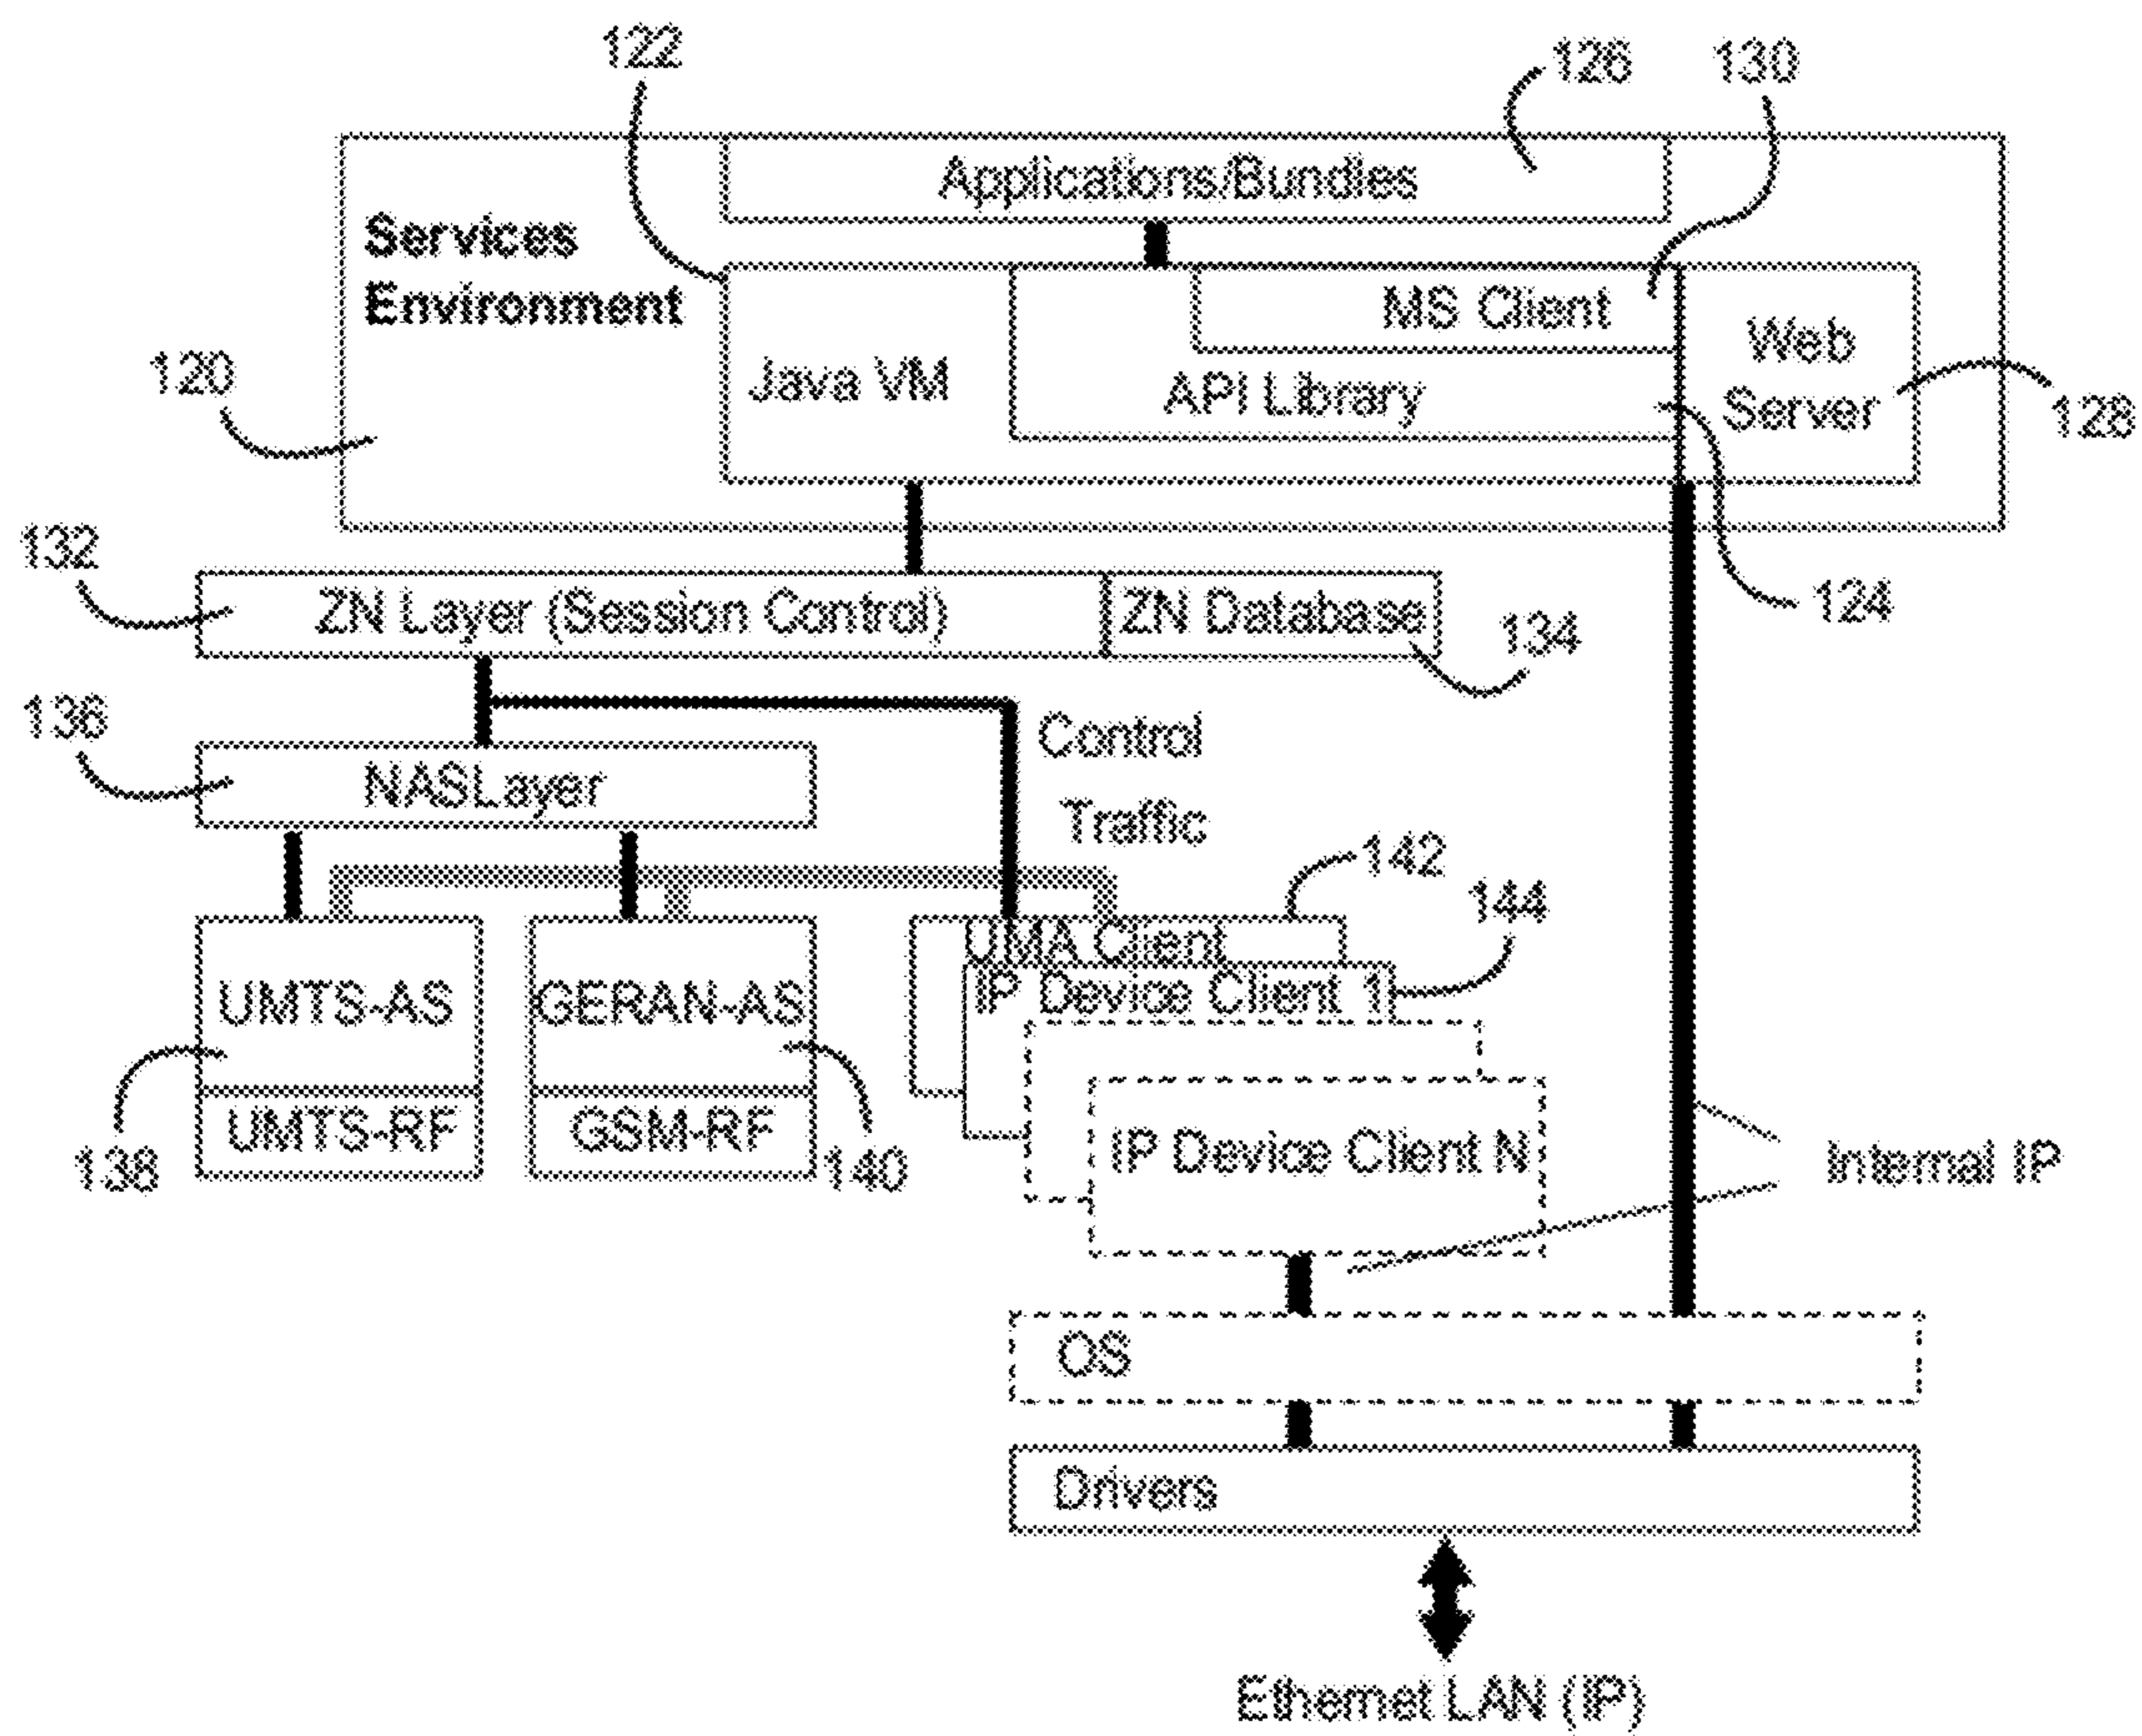 122
126
130
Applications/Bundles
Services
Environment
MS Client
Web
Server
120
Java VM
API Library
128
132
ZN Layer (Session Control)
ZN Database
124
134
136
Control
NASLayer
Traffic
142
144
UMA Client
UMTS-AS
GERAN-AS
IP Device Client 1
UMTS-RF
GSM-RF
IP Device Client N
138
140
Internal IP
OS
Drivers
Ethernet LAN (IP)